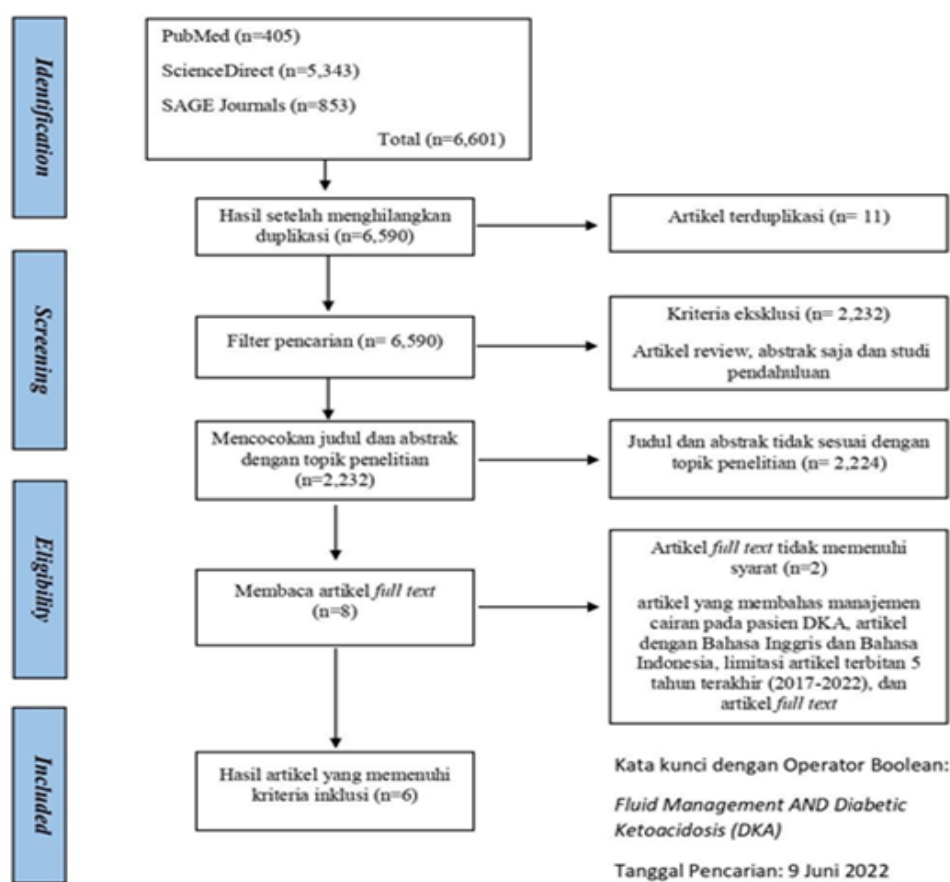 Identification
PubMed (n=405)
ScienceDirect (n=5,343)
SAGE Journals (n=853)
Total (n=6,601)
Hasil setelah menghilangkan
duplikasi (n=6,590)
Artikel terduplikasi (n= 11)
Screening
Filter pencarian (n= 6,590)
Kriteria eksklusi (n= 2,232)
Artikel review, abstrak saja dan studi
pendahuluan
Mencocokan judul dan abstrak
dengan topik penelitian
(n=2,232)
Judul dan abstrak tidak sesuai dengan
topik penelitian (n= 2,224)
Eligibility
Membaca artikel full text
(n=8)
Artikel full text tidak memenuhi
syarat (n=2)
artikel yang membahas manajemen
cairan pada pasien DKA, artikel
dengan Bahasa Inggris dan Bahasa
Indonesia, limitasi artikel terbitan 5
tahun terakhir (2017-2022), dan
artikel full text
Included
Hasil artikel yang memenuhi
kriteria inklusi (n=6)
Kata kunci dengan Operator Boolean:
Fluid Management AND Diabetic
Ketoacidosis (DKA)
Tanggal Pencarian: 9 Juni 2022